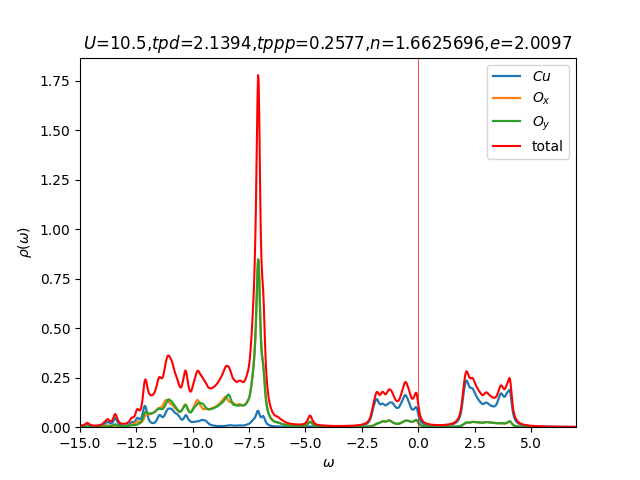 U=10.5,tpd=2.1394,tppp=0.2577,n=1.6625696,e=2.0097
Cu
Oₓ
O_y
total
ρ(ω)
1.75
1.50
1.25
1.00
0.75
0.50
0.25
0.00
−15.0 −12.5 −10.0 −7.5 −5.0 −2.5 0.0 2.5 5.0
ω